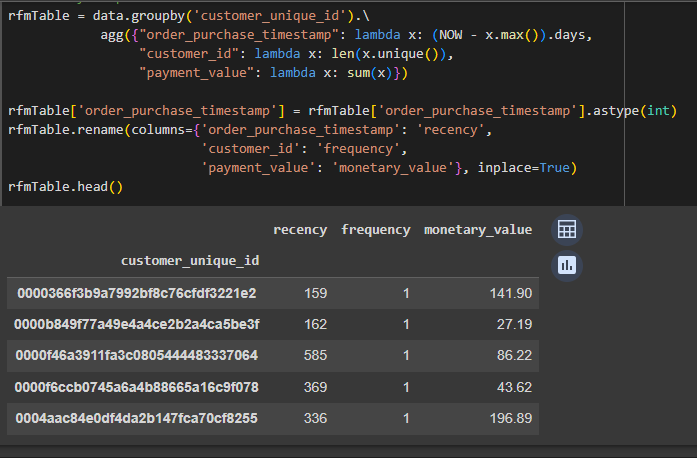 rfmTable = data.groupby('customer_unique_id').\
            agg({"order_purchase_timestamp": lambda x: (NOW - x.max()).days,
                 "customer_id": lambda x: len(x.unique()),
                 "payment_value": lambda x: sum(x)})
rfmTable['order_purchase_timestamp'] = rfmTable['order_purchase_timestamp'].astype(int)
rfmTable.rename(columns={'order_purchase_timestamp': 'recency',
                         'customer_id': 'frequency',
                         'payment_value': 'monetary_value'}, inplace=True)
rfmTable.head()
recency frequency monetary_value
customer_unique_id
0000366f3b9a7992bf8c76cfdf3221e2 159 1 141.90
0000b849f77a49e4a4ce2b2a4ca5be3f 162 1 27.19
0000f46a3911fa3c0805444483337064 585 1 86.22
0000f6ccb0745a6a4b88665a16c9f078 369 1 43.62
0004aac84e0df4da2b147fca70cf8255 336 1 196.89